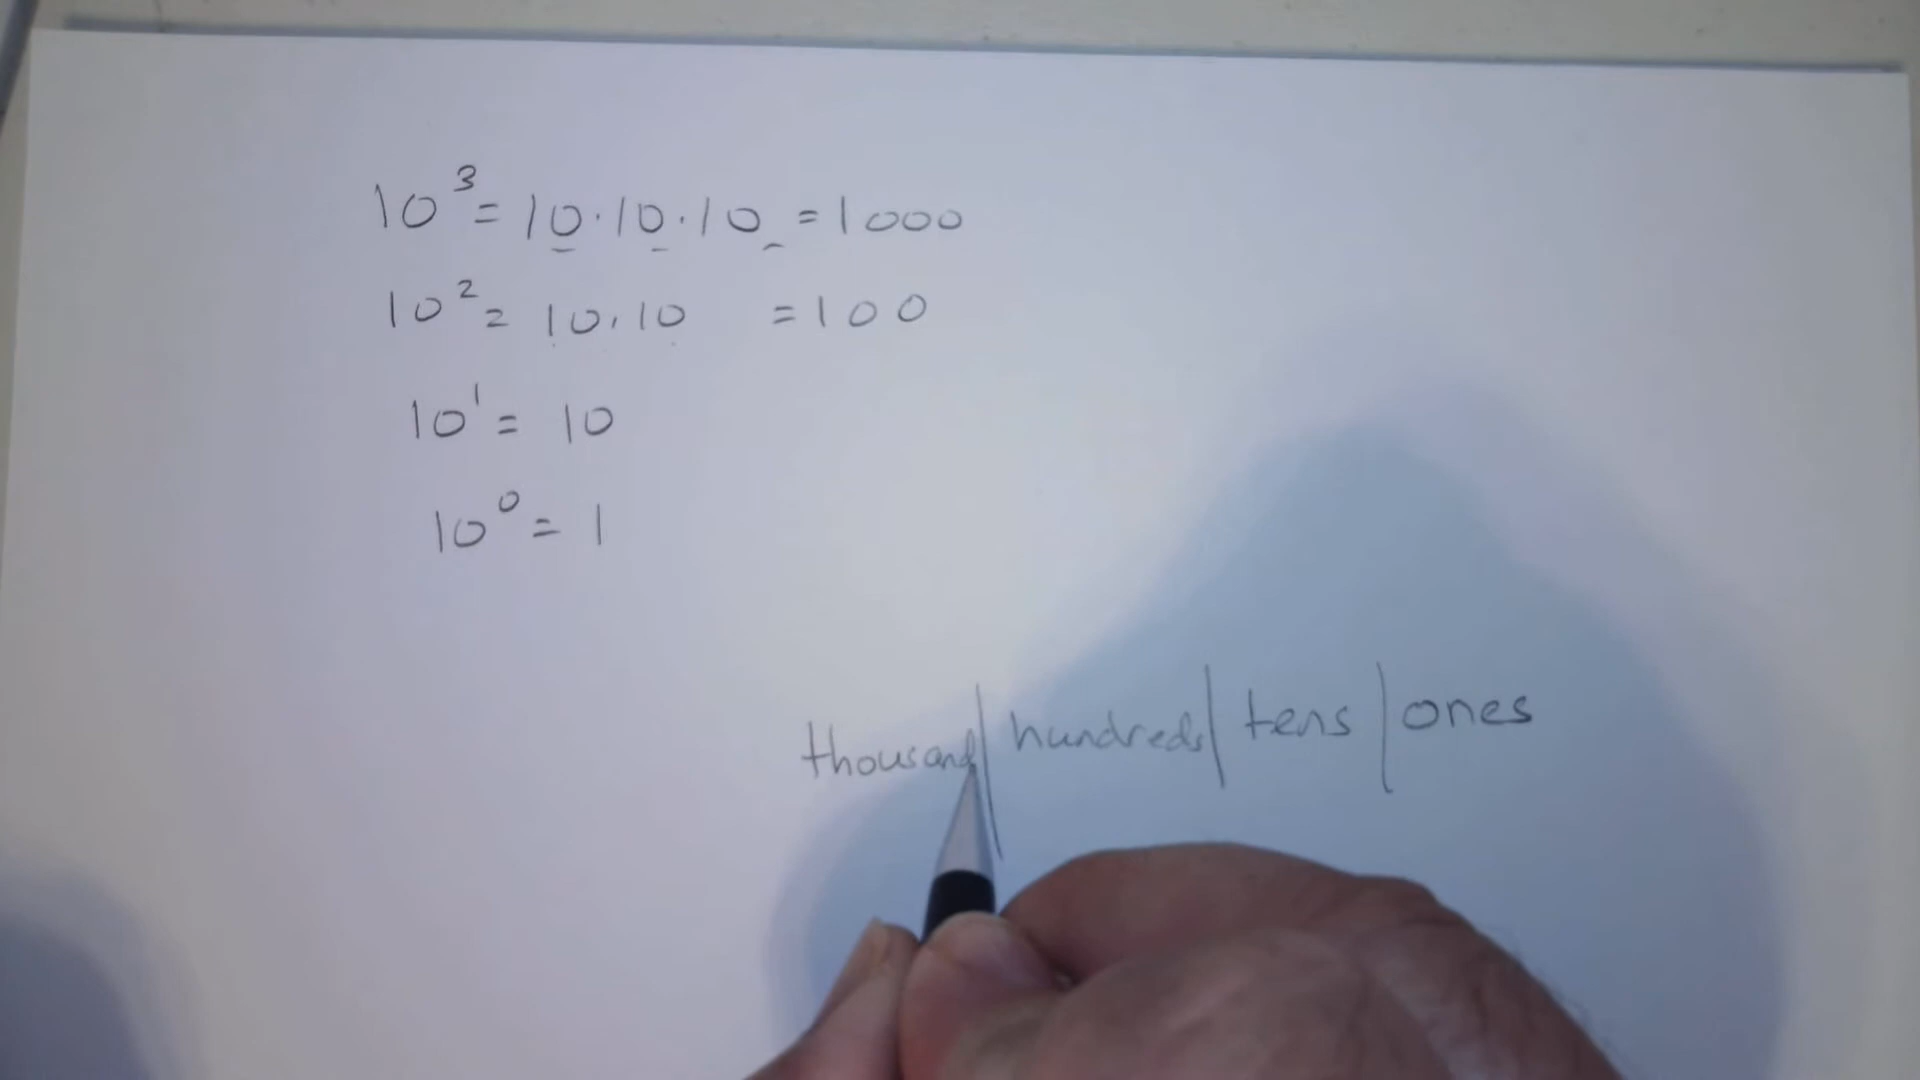 10³ = 10·10·10 = 1000
10² = 10·10 = 100
10¹ = 10
10⁰ = 1
thousand | hundreds | tens | ones